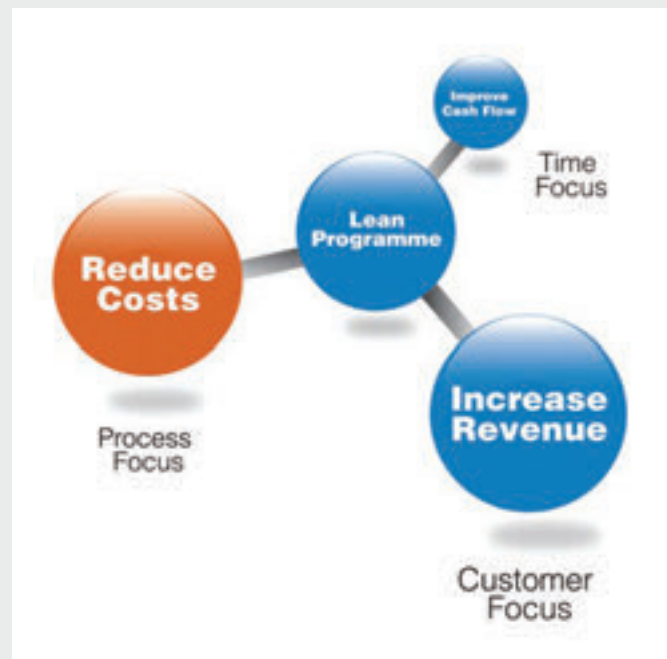 Improve
Cash Flow
Time
Focus
Lean
Programme
Reduce
Costs
Process
Focus
Increase
Revenue
Customer
Focus